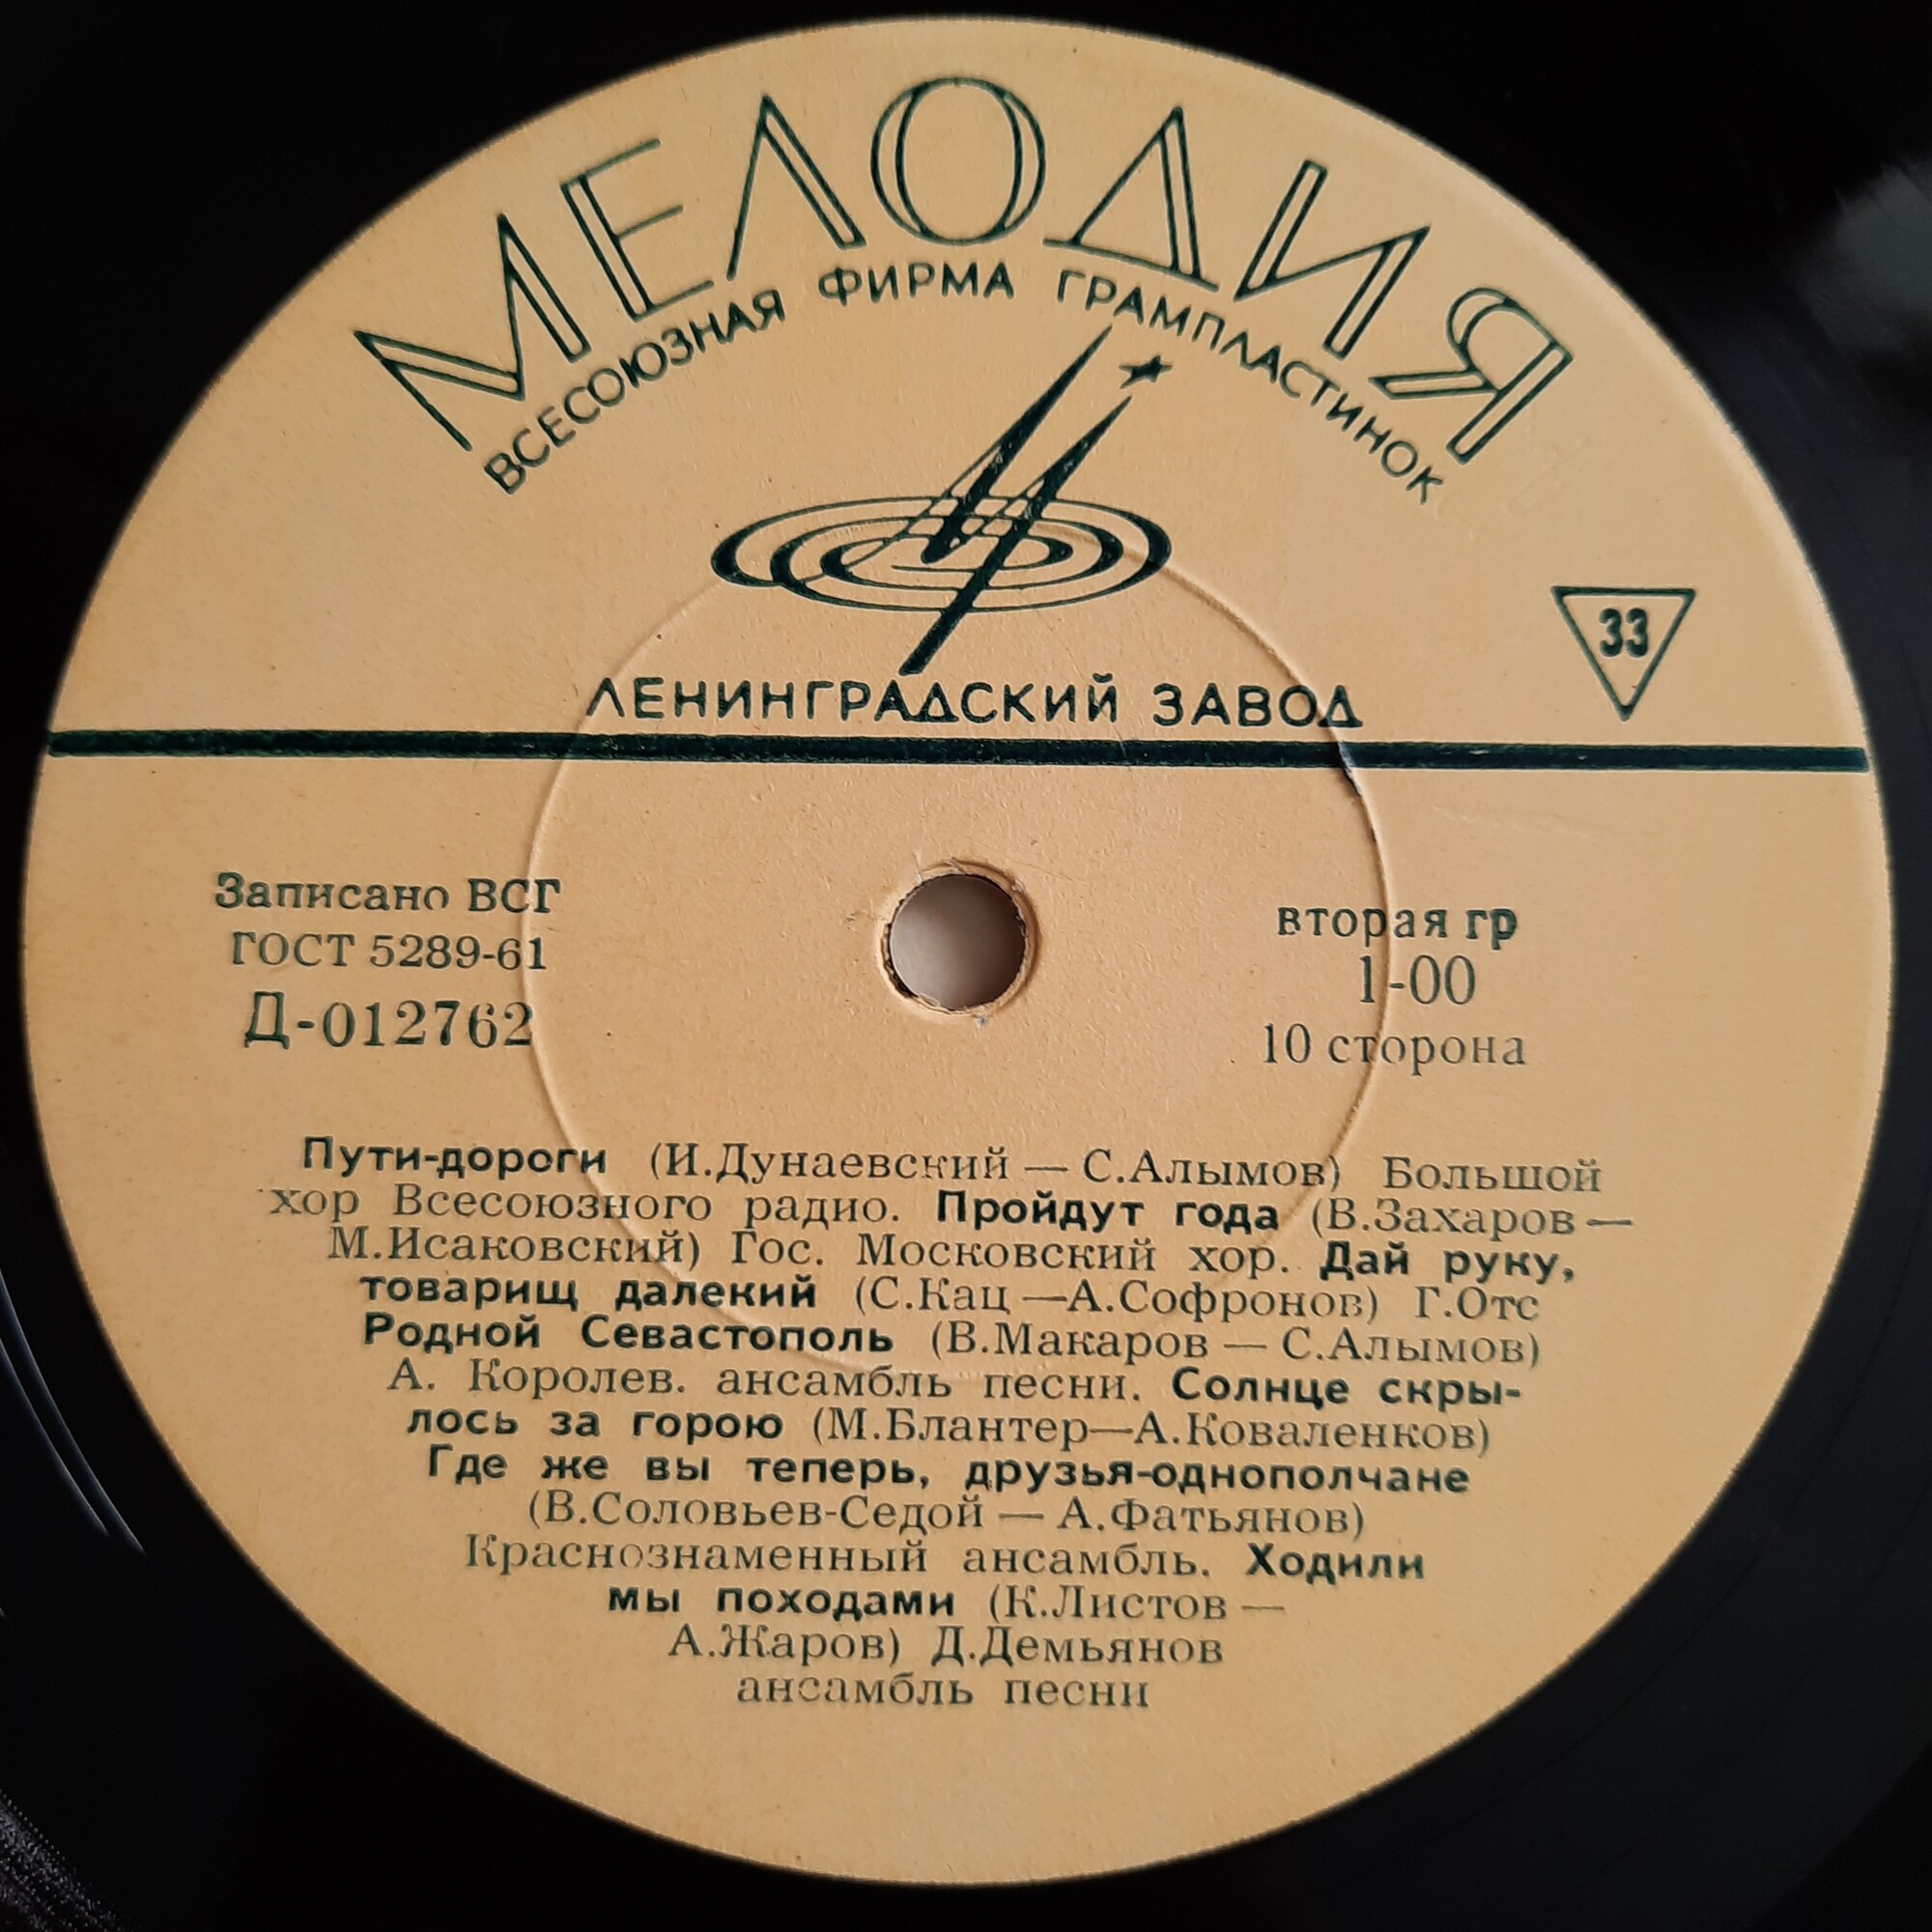 МЕЛОДИЯ
ВСЕСОЮЗНАЯ ФИРМА ГРАМПЛАСТИНОК
33
ЛЕНИНГРАДСКИЙ ЗАВОД
Записано ВСГ
ГОСТ 5289-61
Д-012762
вторая гр
1-00
10 сторона
Пути-дороги (И.Дунаевский — С.Алымов) Большой
хор Всесоюзного радио. Пройдут года (В.Захаров —
М.Исаковский) Гос. Московский хор. Дай руку,
товарищ далекий (С.Кац —А.Софронов) Г.Отс
Родной Севастополь (В.Макаров — С.Алымов)
А. Королев. ансамбль песни. Солнце скры-
лось за горою (М.Блантер—А.Коваленков)
Где же вы теперь, друзья-однополчане
(В.Соловьев-Седой — А.Фатьянов)
Краснознаменный ансамбль. Ходили
мы походами (К.Листов —
А.Жаров) Д.Демьянов
ансамбль песни